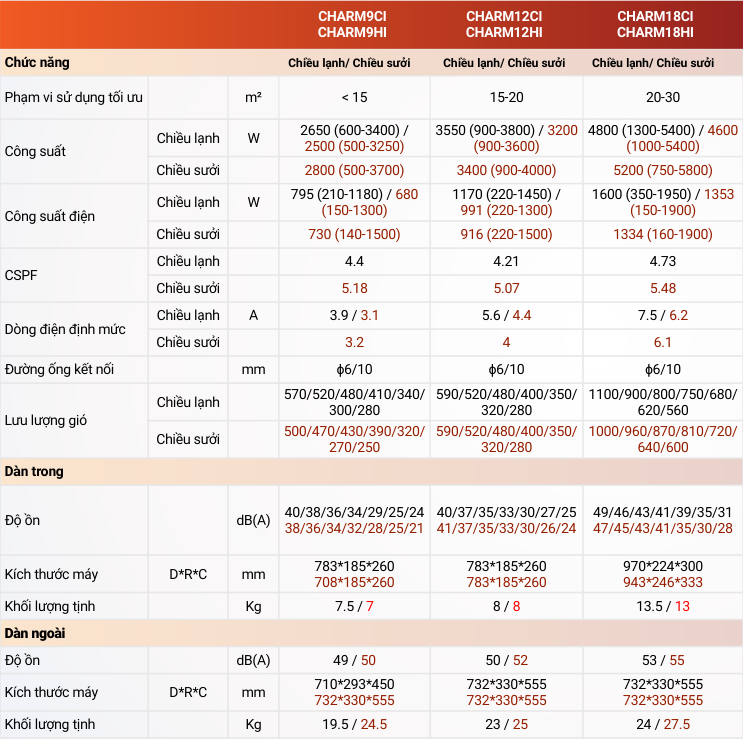 CHARM9CI CHARM12CI CHARM18CI
CHARM9HI CHARM12HI CHARM18HI
Chức năng Chiều lạnh/ Chiều sưởi Chiều lạnh/ Chiều sưởi Chiều lạnh/ Chiều sưởi
Phạm vi sử dụng tối ưu m² < 15 15-20 20-30
Công suất
Chiều lạnh W
2650 (600-3400) /
2500 (500-3250)
3550 (900-3800) / 3200
(900-3600)
4800 (1300-5400) / 4600
(1000-5400)
Chiều sưởi 2800 (500-3700) 3400 (900-4000) 5200 (750-5800)
Công suất điện
Chiều lạnh W
795 (210-1180) / 680
(150-1300)
1170 (220-1450) /
991 (220-1300)
1600 (350-1950) / 1353
(150-1900)
Chiều sưởi 730 (140-1500) 916 (220-1500) 1334 (160-1900)
CSPF
Chiều lạnh 4.4 4.21 4.73
Chiều sưởi 5.18 5.07 5.48
Dòng điện định mức
Chiều lạnh A 3.9 / 3.1 5.6 / 4.4 7.5 / 6.2
Chiều sưởi 3.2 4 6.1
Đường ống kết nối mm ϕ6/10 ϕ6/10 ϕ6/10
Lưu lượng gió
Chiều lạnh
570/520/480/410/340/
300/280
590/520/480/400/350/
320/280
1100/900/800/750/680/
620/560
Chiều sưởi
500/470/430/390/320/
270/250
590/520/480/400/350/
320/280
1000/960/870/810/720/
640/600
Dàn trong
Độ ồn dB(A)
40/38/36/34/29/25/24
38/36/34/32/28/25/21
40/37/35/33/30/27/25
41/37/35/33/30/26/24
49/46/43/41/39/35/31
47/45/43/41/35/30/28
Kích thước máy D*R*C mm
783*185*260
708*185*260
783*185*260
783*185*260
970*224*300
943*246*333
Khối lượng tịnh Kg 7.5 / 7 8 / 8 13.5 / 13
Dàn ngoài
Độ ồn dB(A) 49 / 50 50 / 52 53 / 55
Kích thước máy D*R*C mm
710*293*450
732*330*555
732*330*555
732*330*555
732*330*555
732*330*555
Khối lượng tịnh Kg 19.5 / 24.5 23 / 25 24 / 27.5